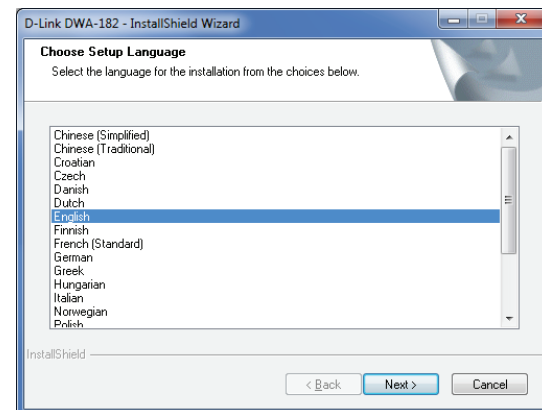 D-Link DWA-182 - InstallShield Wizard
Choose Setup Language
Select the language for the installation from the choices below.
Chinese (Simplified)
Chinese (Traditional)
Croatian
Czech
Danish
Dutch
English
Finnish
French (Standard)
German
Greek
Hungarian
Italian
Norwegian
Polish
InstallShield
< Back Next > Cancel